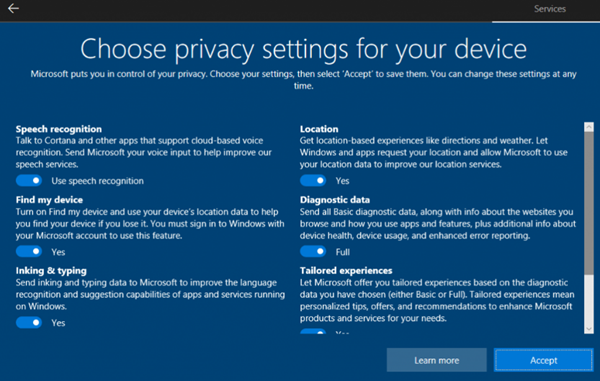 Services
Choose privacy settings for your device
Microsoft puts you in control of your privacy. Choose your settings, then select 'Accept' to save them. You can change these settings at any
time.
Speech recognition
Talk to Cortana and other apps that support cloud-based voice
recognition. Send Microsoft your voice input to help improve our
speech services.
Use speech recognition
Find my device
Turn on Find my device and use your device's location data to help
you find your device if you lose it. You must sign in to Windows with
your Microsoft account to use this feature.
Yes
Inking & typing
Send inking and typing data to Microsoft to improve the language
recognition and suggestion capabilities of apps and services running
on Windows.
Yes
Location
Get location-based experiences like directions and weather. Let
Windows and apps request your location and allow Microsoft to use
your location data to improve our location services.
Yes
Diagnostic data
Send all Basic diagnostic data, along with info about the websites you
browse and how you use apps and features, plus additional info about
device health, device usage, and enhanced error reporting.
Full
Tailored experiences
Let Microsoft offer you tailored experiences based on the diagnostic
data you have chosen (either Basic or Full). Tailored experiences mean
personalized tips, offers, and recommendations to enhance Microsoft
products and services for your needs.
Yes
Learn more
Accept